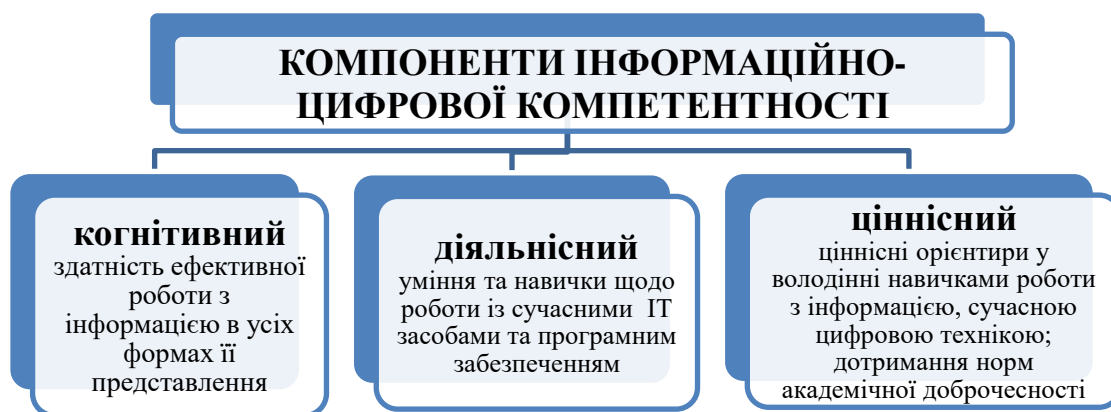 КОМПОНЕНТИ ІНФОРМАЦІЙНО-
ЦИФРОВОЇ КОМПЕТЕНТНОСТІ
когнітивний
здатність ефективної
роботи з
інформацією в усіх
формах її
представлення
діяльнісний
уміння та навички щодо
роботи із сучасними ІТ
засобами та програмним
забезпеченням
ціннісний
ціннісні орієнтири у
володінні навичками роботи
з інформацією, сучасною
цифровою технікою;
дотримання норм
академічної доброчесності